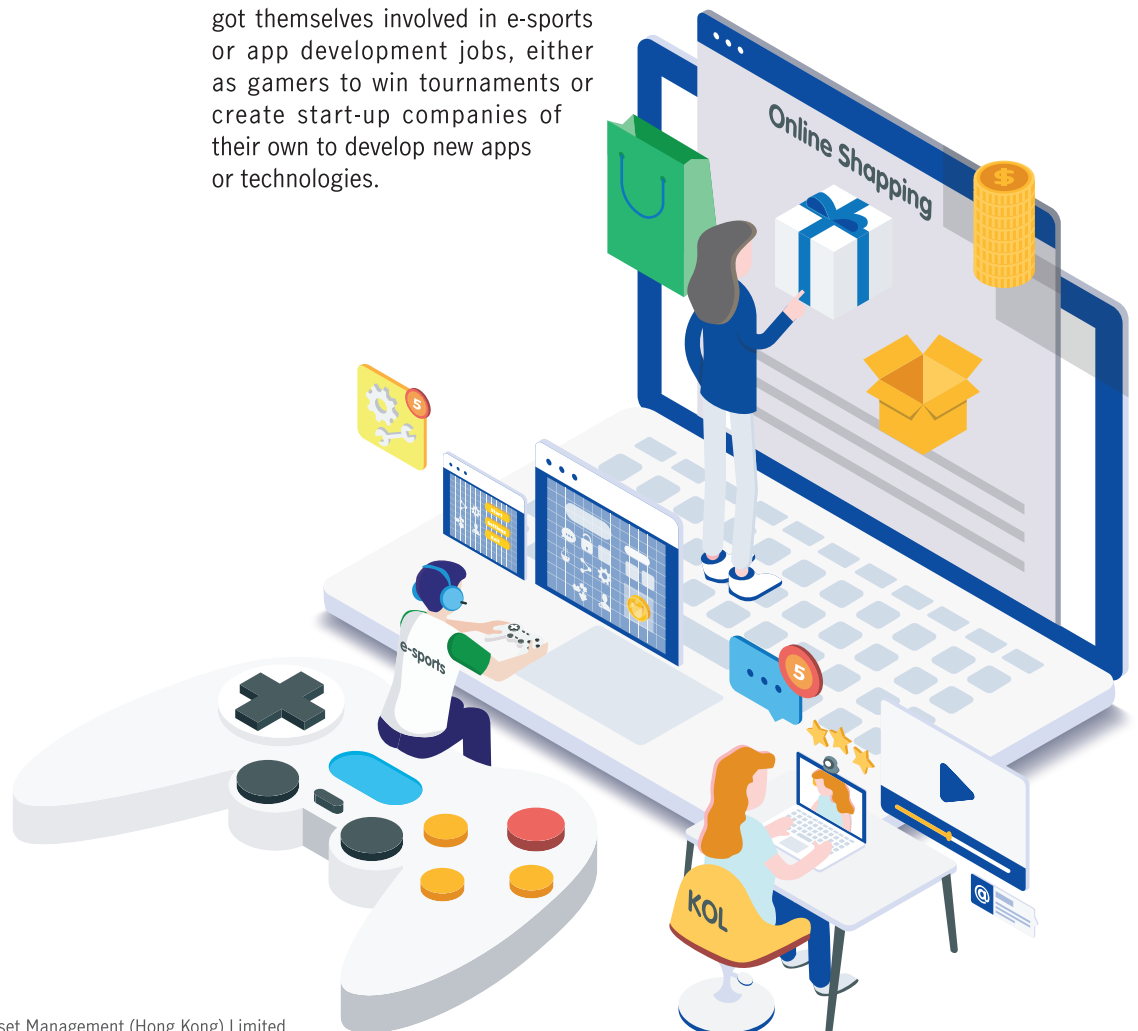 got themselves involved in e-sports
or app development jobs, either
as gamers to win tournaments or
create start-up companies of
their own to develop new apps
or technologies.
Online Shapping
$
5
e-sports
5
KOL
@
set Management (Hong Kong) Limited